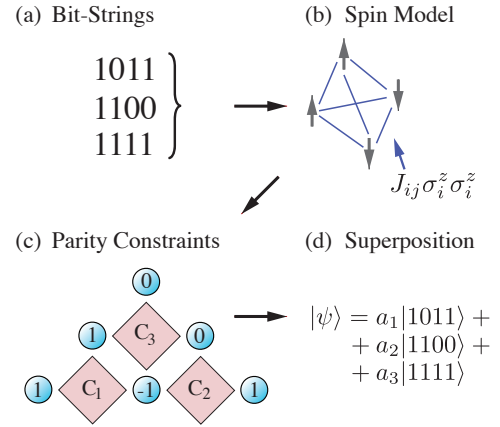 (a) Bit-Strings
1011
1100
1111
(b) Spin Model
J_{ij}σ_i^zσ_i^z
(c) Parity Constraints
0
1 C_3 0
1 C_1 -1 C_2 1
(d) Superposition
|ψ⟩ = a_1|1011⟩ +
+ a_2|1100⟩ +
+ a_3|1111⟩